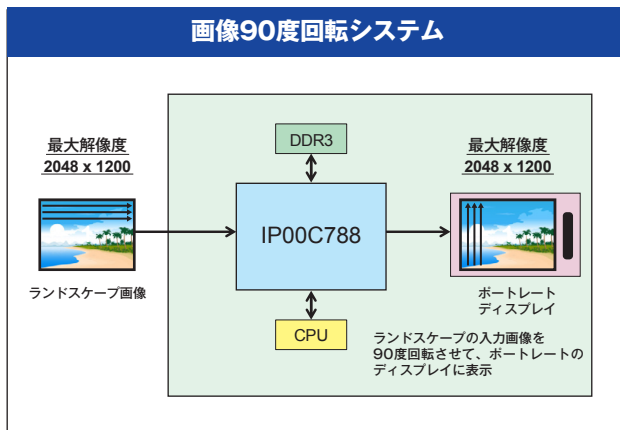 画像90度回転システム
最大解像度
2048 x 1200
DDR3
最大解像度
2048 x 1200
IP00C788
ランドスケープ画像
ポートレート
ディスプレイ
CPU
ランドスケープの入力画像を
90度回転させて、ポートレートの
ディスプレイに表示